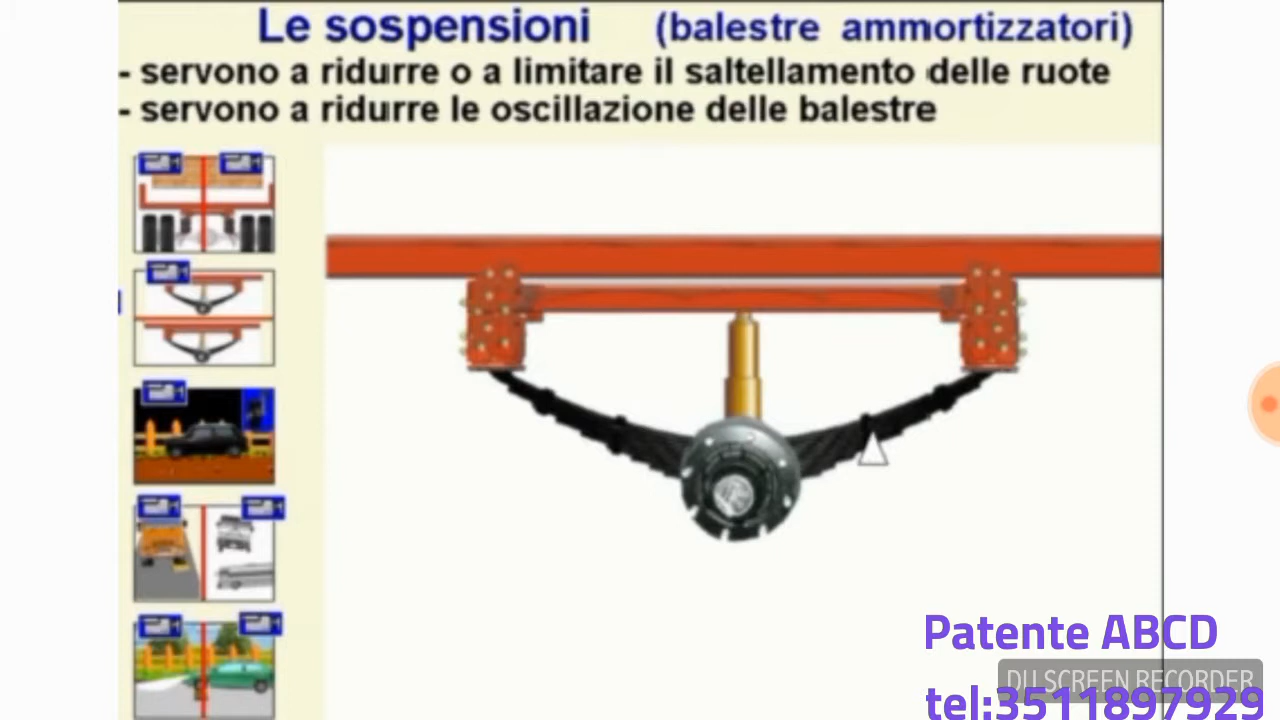 Le sospensioni (balestre ammortizzatori)
- servono a ridurre o a limitare il saltellamento delle ruote
- servono a ridurre le oscillazione delle balestre
Patente ABCD
DU SCREEN RECORDER
tel:3511897929